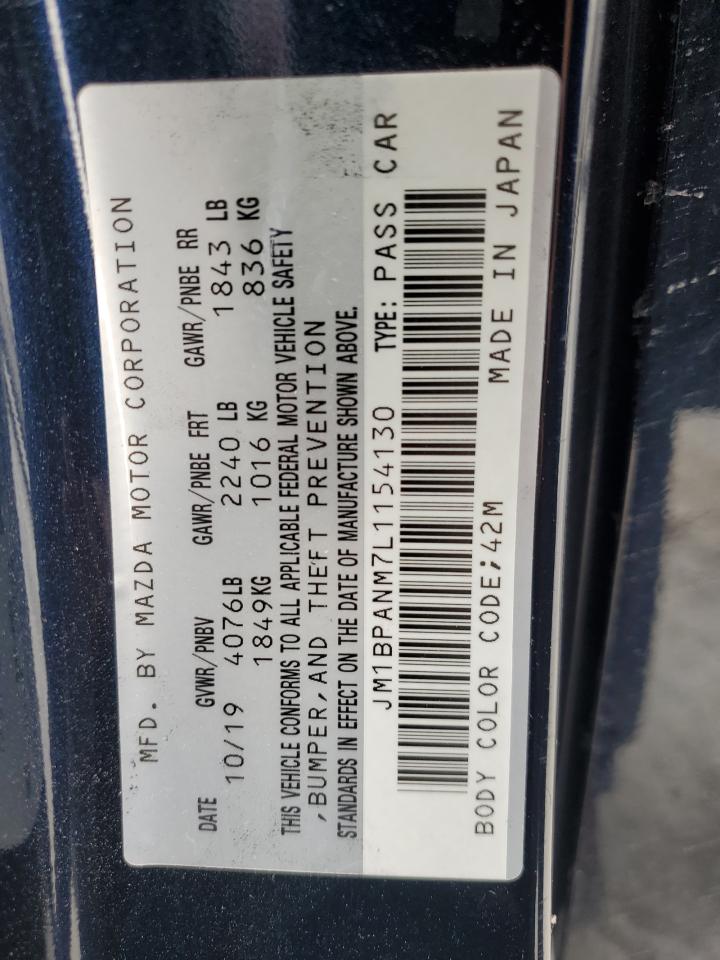 MFD. BY MAZDA MOTOR CORPORATION
DATE GVWR/PNBV GAWR/PNBE FRT GAWR/PNBE RR
10/19 4076LB 2240 LB 1843 LB
1849KG 1016 KG 836 KG
THIS VEHICLE CONFORMS TO ALL APPLICABLE FEDERAL MOTOR VEHICLE SAFETY
,BUMPER,AND THEFT PREVENTION
STANDARDS IN EFFECT ON THE DATE OF MANUFACTURE SHOWN ABOVE.
JM1BPANM7L1154130 TYPE: PASS CAR
BODY COLOR CODE;42M MADE IN JAPAN